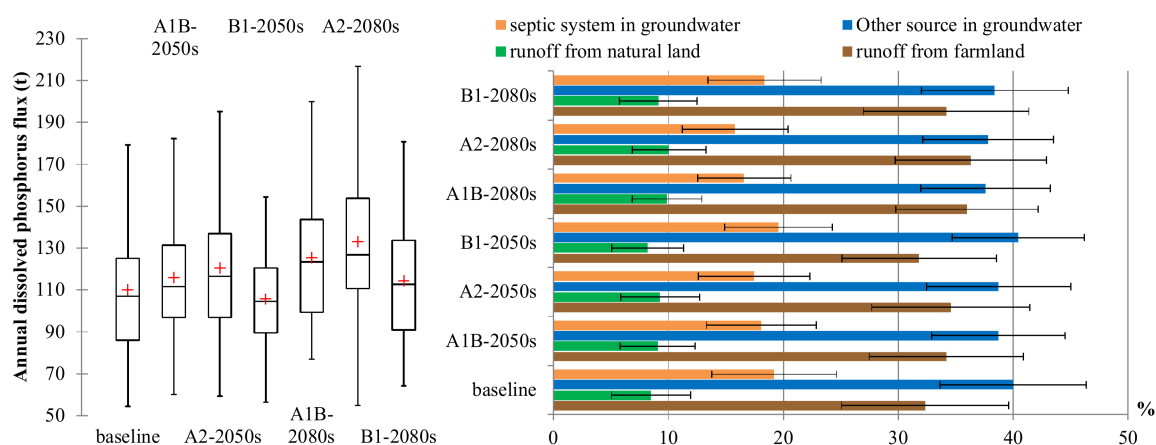 A1B-
2050s
B1-2050s
A2-2080s
230
210
190
170
150
130
110
90
70
50
Annual dissolved phosphorus flux (t)
baseline
A2-2050s
A1B-
2080s
B1-2080s
septic system in groundwater
Other source in groundwater
runoff from natural land
runoff from farmland
B1-2080s
A2-2080s
A1B-2080s
B1-2050s
A2-2050s
A1B-2050s
baseline
0
10
20
30
40
50
%